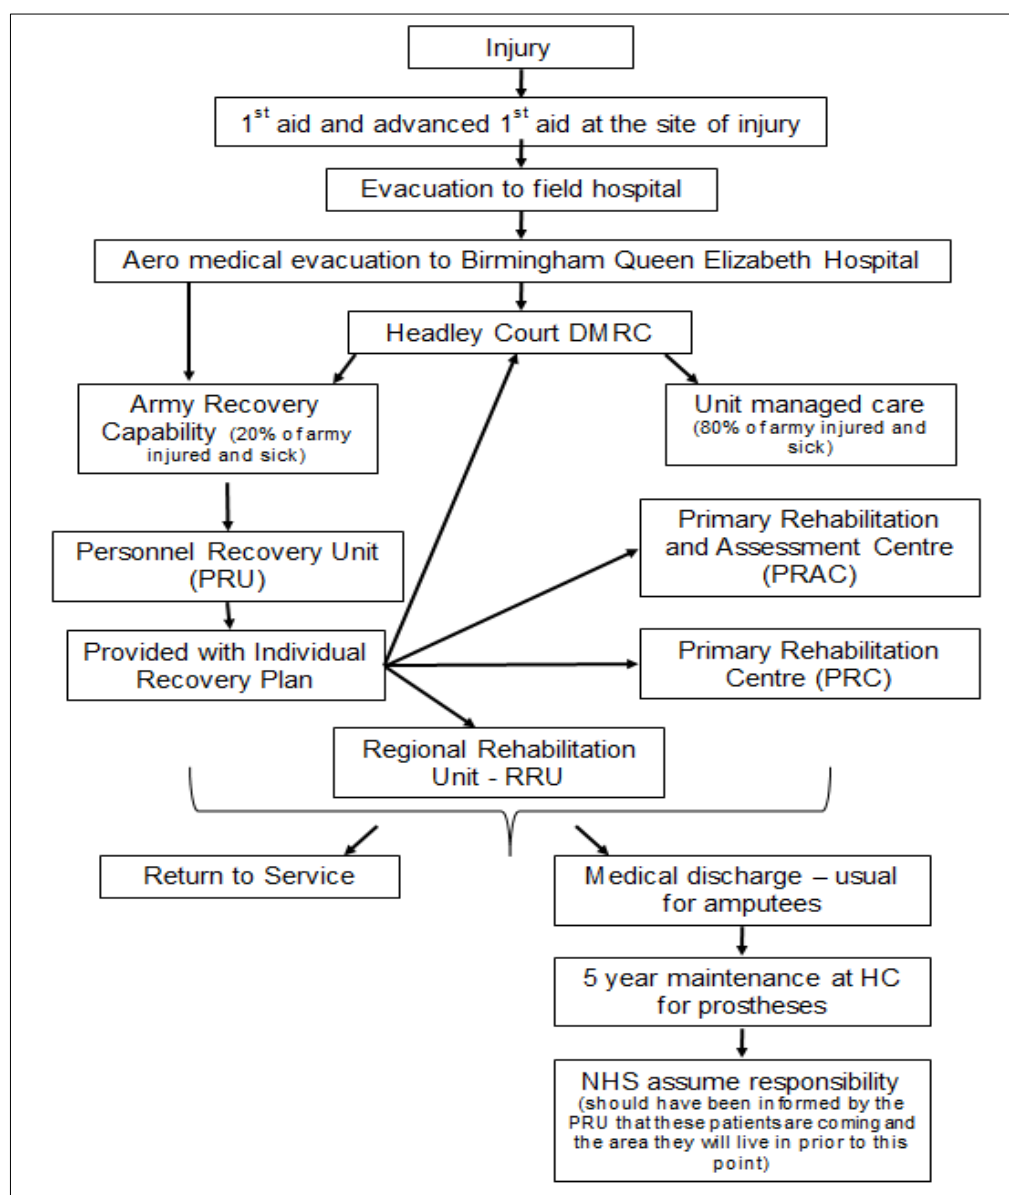 Injury
1st aid and advanced 1st aid at the site of injury
Evacuation to field hospital
Aero medical evacuation to Birmingham Queen Elizabeth Hospital
Headley Court DMRC
Army Recovery
Capability (20% of army
injured and sick)
Unit managed care
(80% of army injured and
sick)
Personnel Recovery Unit
(PRU)
Primary Rehabilitation
and Assessment Centre
(PRAC)
Provided with Individual
Recovery Plan
Primary Rehabilitation
Centre (PRC)
Regional Rehabilitation
Unit - RRU
Return to Service
Medical discharge – usual
for amputees
5 year maintenance at HC
for prostheses
NHS assume responsibility
(should have been informed by the
PRU that these patients are coming and
the area they will live in prior to this
point)